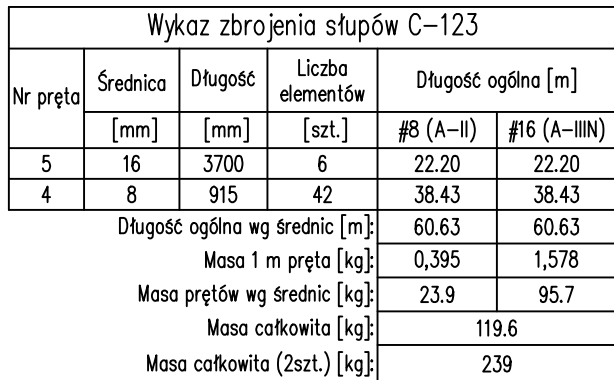 Wykaz zbrojenia słupów C-123
Nr pręta Średnica Długość Liczba elementów Długość ogólna [m]
[mm] [mm] [szt.] #8 (A-II) #16 (A-IIIN)
5 16 3700 6 22.20 22.20
4 8 915 42 38.43 38.43
Długość ogólna wg średnic [m]: 60.63 60.63
Masa 1 m pręta [kg]: 0,395 1,578
Masa prętów wg średnic [kg]: 23.9 95.7
Masa całkowita [kg]: 119.6
Masa całkowita (2szt.) [kg]: 239